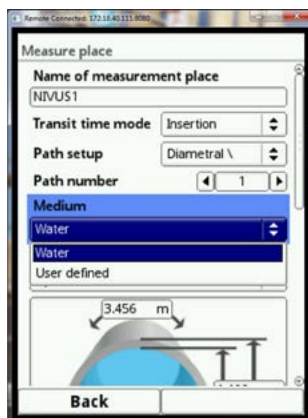 Remote Connected: 172.18.40.115:8080
Measure place
Name of measurement place
NIVUS1
Transit time mode Insertion
Path setup Diametral \
Path number 1
Medium
Water
Water
User defined
3.456 m
Back